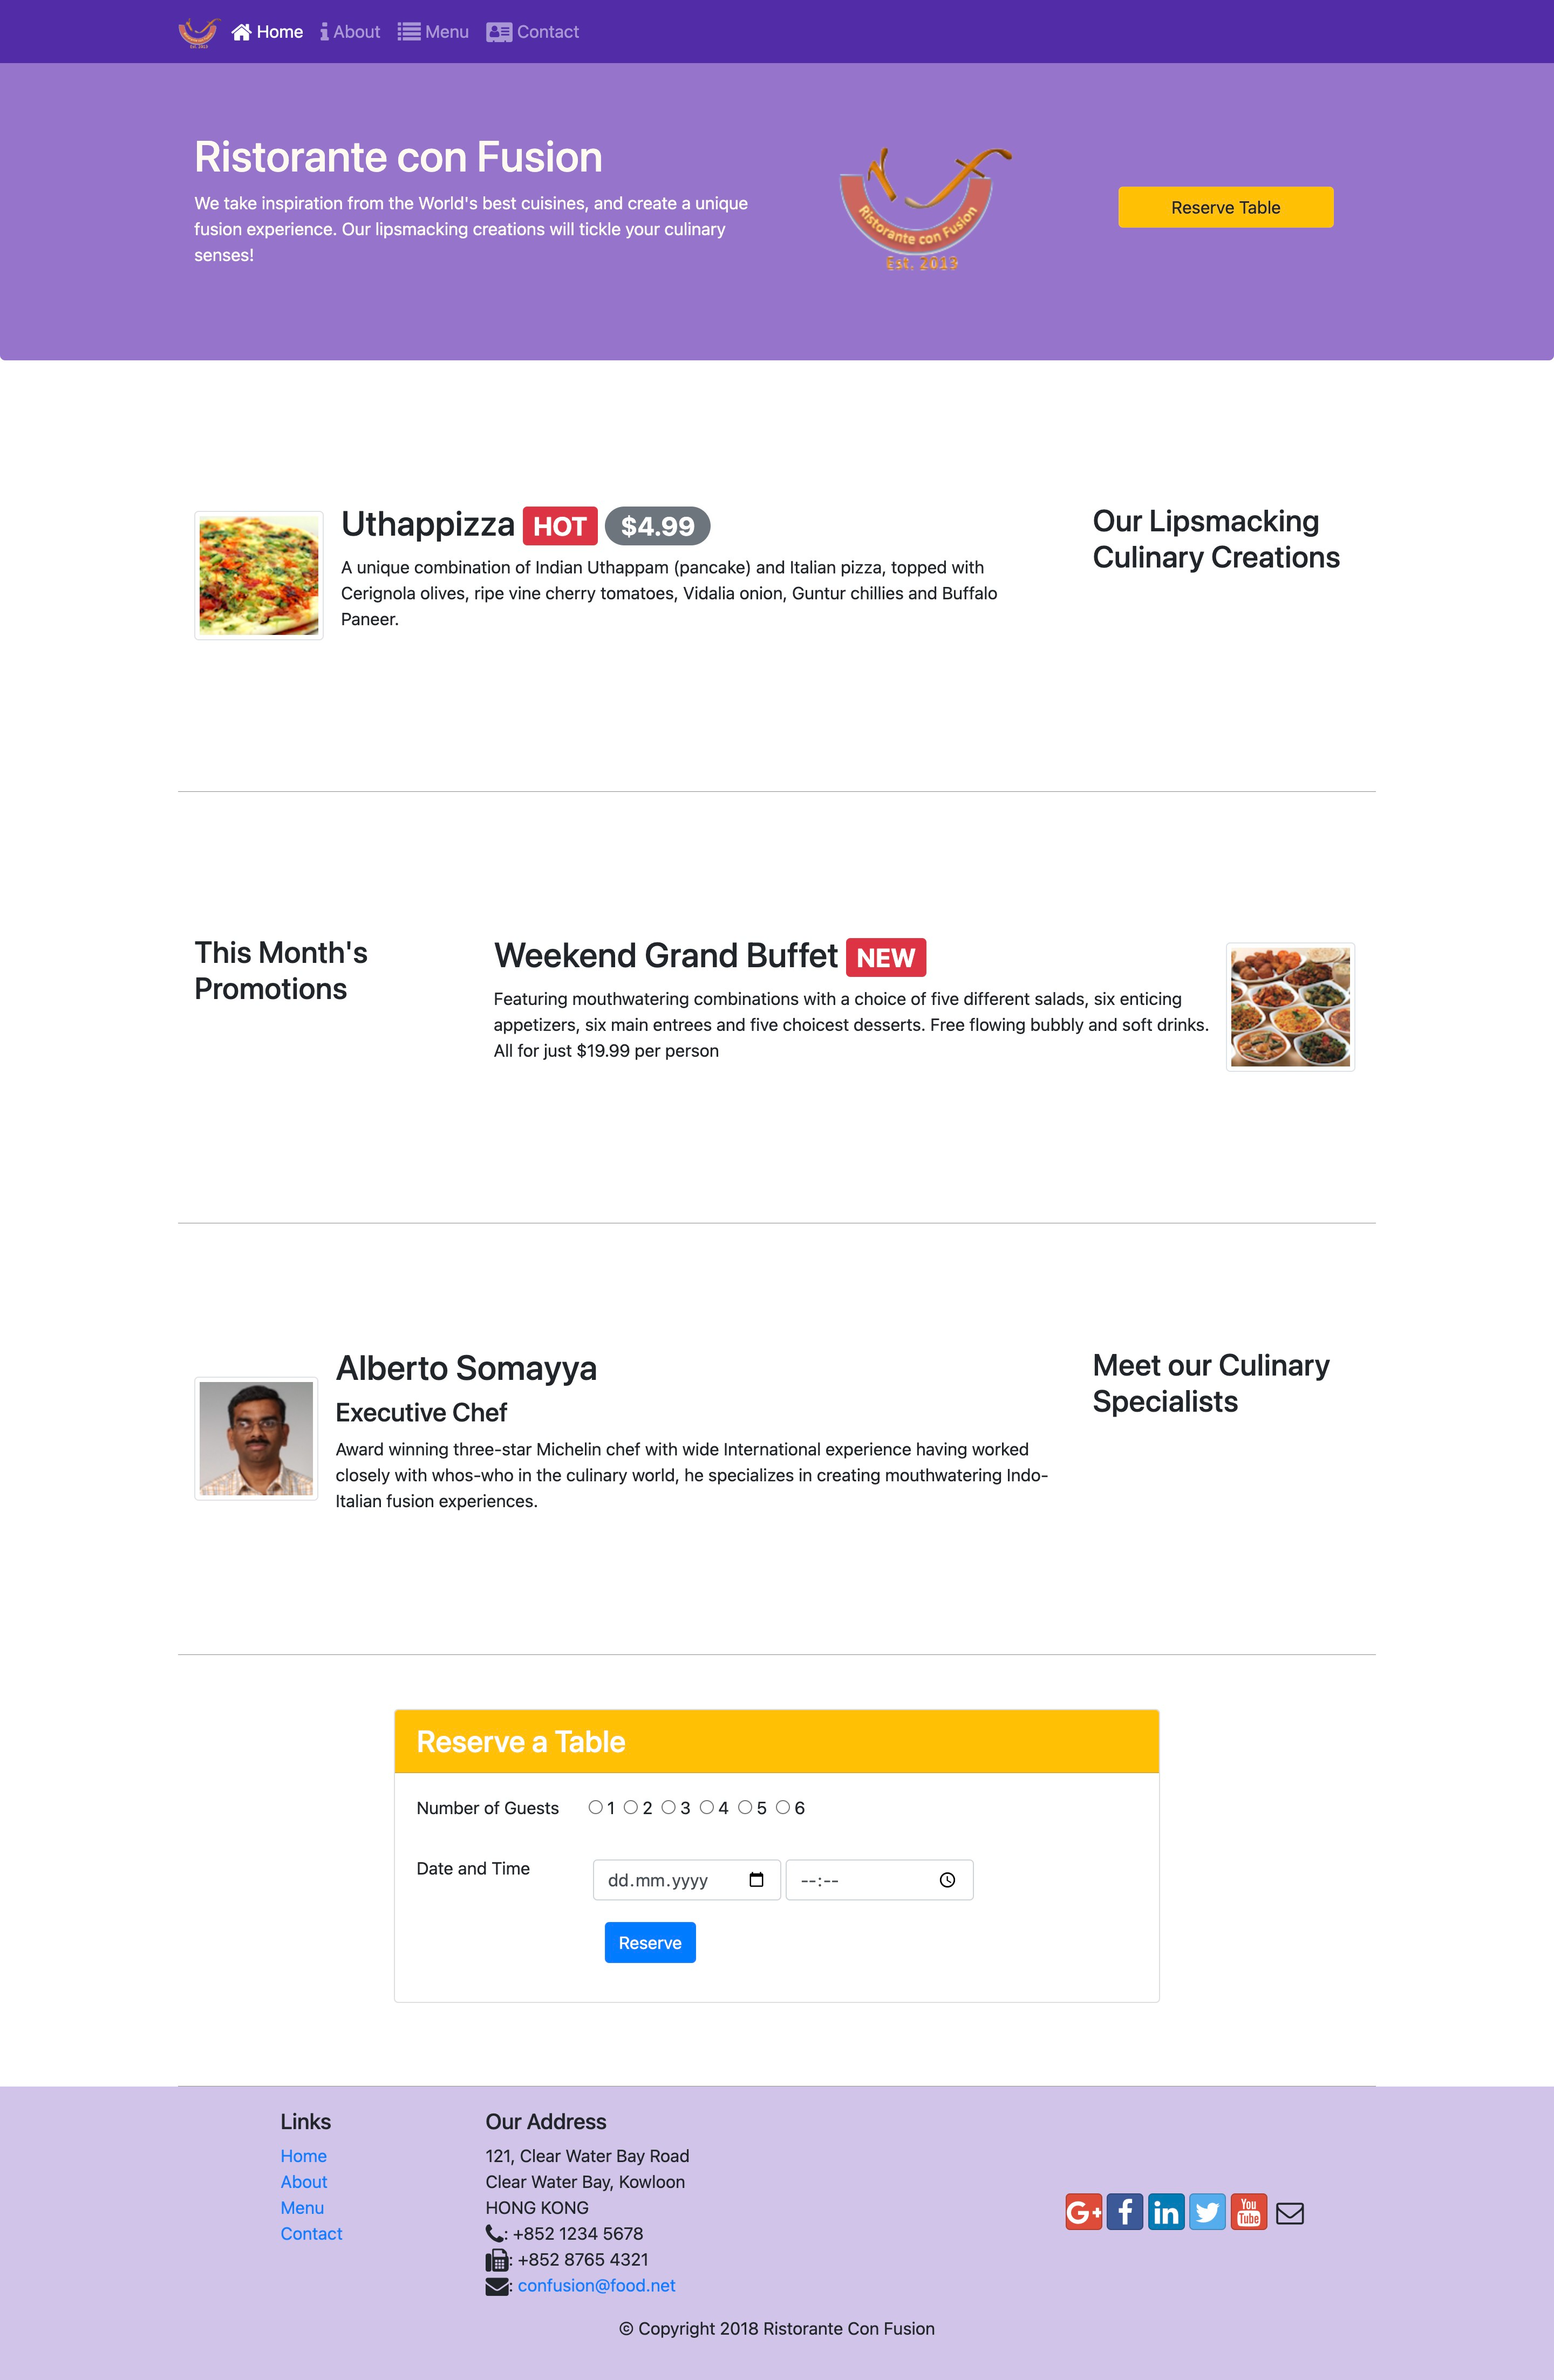 Home About Menu Contact
Ristorante con Fusion
We take inspiration from the World's best cuisines, and create a unique
fusion experience. Our lipsmacking creations will tickle your culinary
senses!
Ristorante con Fusion
Est. 2013
Reserve Table
Uthappizza HOT $4.99
A unique combination of Indian Uthappam (pancake) and Italian pizza, topped with
Cerignola olives, ripe vine cherry tomatoes, Vidalia onion, Guntur chillies and Buffalo
Paneer.
Our Lipsmacking
Culinary Creations
This Month's
Promotions
Weekend Grand Buffet NEW
Featuring mouthwatering combinations with a choice of five different salads, six enticing
appetizers, six main entrees and five choicest desserts. Free flowing bubbly and soft drinks.
All for just $19.99 per person
Alberto Somayya
Executive Chef
Award winning three-star Michelin chef with wide International experience having worked
closely with whos-who in the culinary world, he specializes in creating mouthwatering Indo-
Italian fusion experiences.
Meet our Culinary
Specialists
Reserve a Table
Number of Guests 1 2 3 4 5 6
Date and Time dd.mm.yyyy --:--
Reserve
Links
Home
About
Menu
Contact
Our Address
121, Clear Water Bay Road
Clear Water Bay, Kowloon
HONG KONG
: +852 1234 5678
: +852 8765 4321
: confusion@food.net
G+ f in You Tube
© Copyright 2018 Ristorante Con Fusion